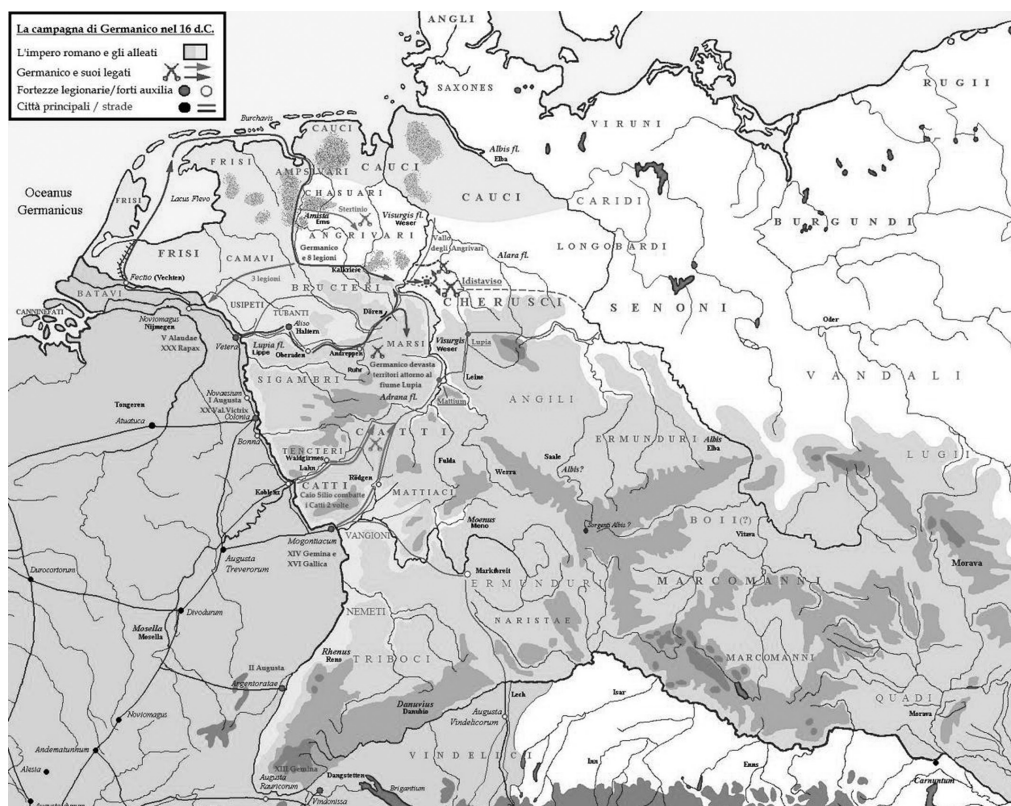 La campagna di Germanico nel 16 d.C.
L'impero romano e gli alleati
Germanico e suoi legati
Fortezze legionarie/forti auxilia
Città principali / strade
ANGLI
SAXONES
RUGII
VIRUNI
Burchavis
CAUCI
Albis fl.
Elba
FRISI
AMPSIVARI
CAUCI
CHASUARI
CAUCI
CARIDI
BURGUNDI
Oceanus
Germanicus
Lacus Flevo
FRISI
Stertinio
Amisia
Ems
Visurgis fl.
Weser
ANGRIVARI
Vallo
degli Angrivari
LONGOBARDI
Alara fl.
FRISI
CAMAVI
Germanico
e 8 legioni
Kalkriese
Fectio (Vechten)
3 legioni
BRUCTERI
Idistaviso
CHERUSCI
SENONI
BATAVI
USIPETI
TUBANTI
CANNINEFATI
Noviomagus
Nijmegen
Aliso
Haltern
Dören
Oder
V Alaudae
XXX Rapax
Vetera
Lupia fl.
Lippe
Oberaden
Anreppen
MARSI
Visurgis
Weser
Lupia
VANDALI
Ruhr
Germanico devasta
territori attorno al
fiume Lupia
Leine
SIGAMBRI
Adrana fl.
Mattium
ANGILI
Novaesium
I Augusta
XX Val. Victrix
Colonia
Tongeren
Atuatuca
Bonna
CATTI
ERMUNDURI
Albis
Elba
LUGII
TENCTERI
Waldgirmes
Lahn
Fulda
Werra
Saale
Albis?
Rödgen
Koblenz
CATTI
Caio Silio combatte
i Catti 2 volte
MATTIACI
Moenus
Meno
Sorgenti Albis ?
BOII(?)
Vltava
Mogontiacum
XIV Gemina e
XVI Gallica
VANGIONI
Augusta
Treverorum
Markbreit
Morava
Durocortorum
ERMUNDURI
MARCOMANNI
Divodurum
NEMETI
NARISTAE
Mosella
Mosella
Rhenus
Rens
TRIBOCI
MARCOMANNI
II Augusta
Argentoratae
Lech
Isar
QUADI
Danuvius
Danubio
Augusta
Vindelicorum
Morava
Noviomagus
Andematunnum
VINDELICI
Inn
Enns
Alesia
XIII Gemina
Dangstetten
Augusta
Rauricorum
Brigantium
Carnuntum
Vindonissa